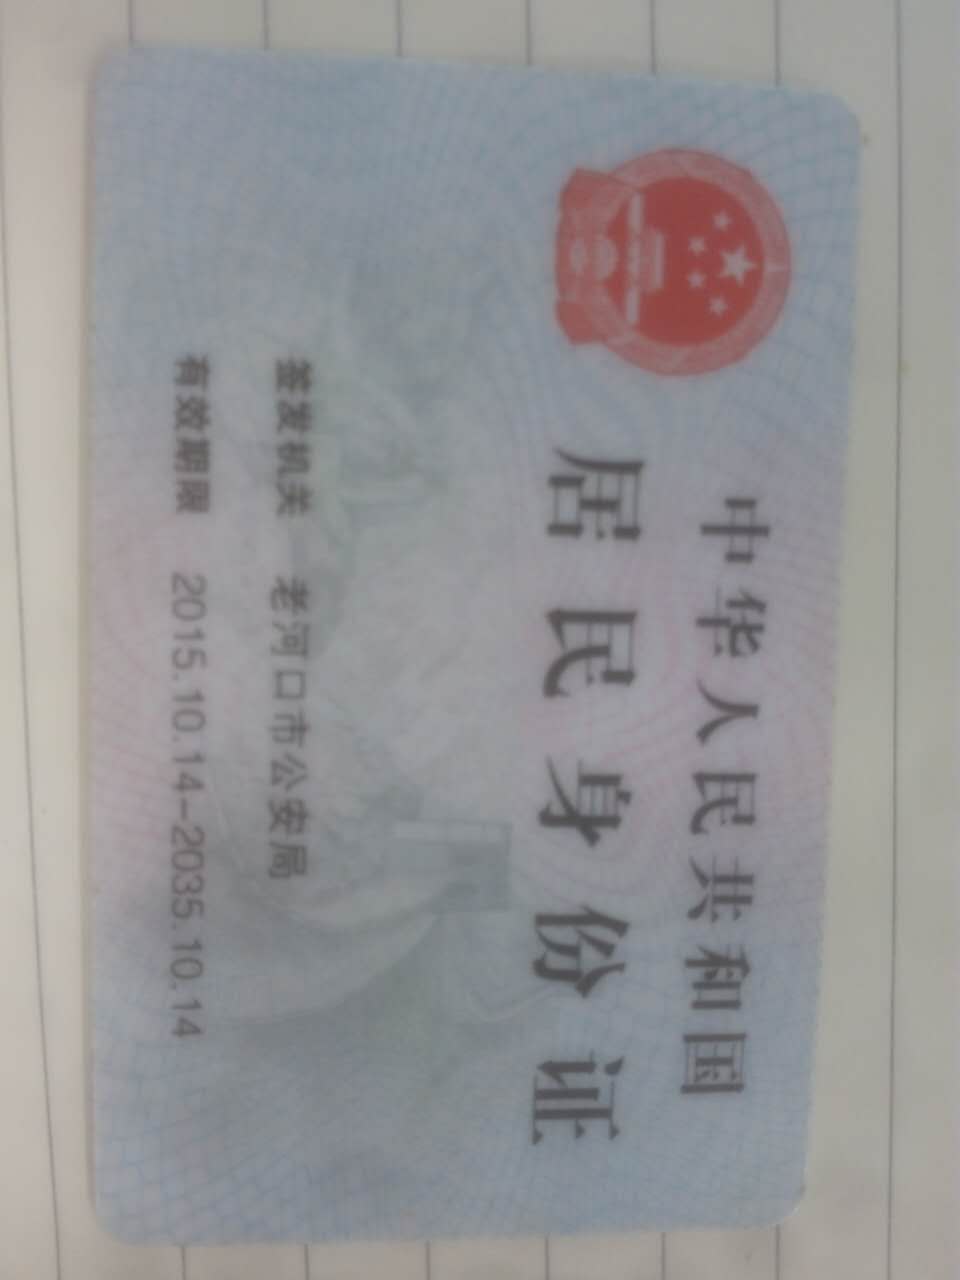 中华人民共和国
居民身份证
签发机关 老河口市公安局
有效期限 2015.10.14-2035.10.14